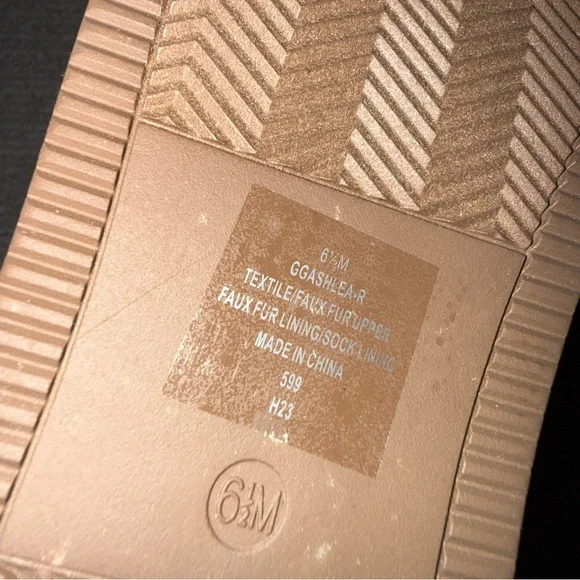 6½M
GGASHLEA-R
TEXTILE/FAUX FUR UPPER
FAUX FUR LINING/SOCK LINING
MADE IN CHINA
599
H23
6½M